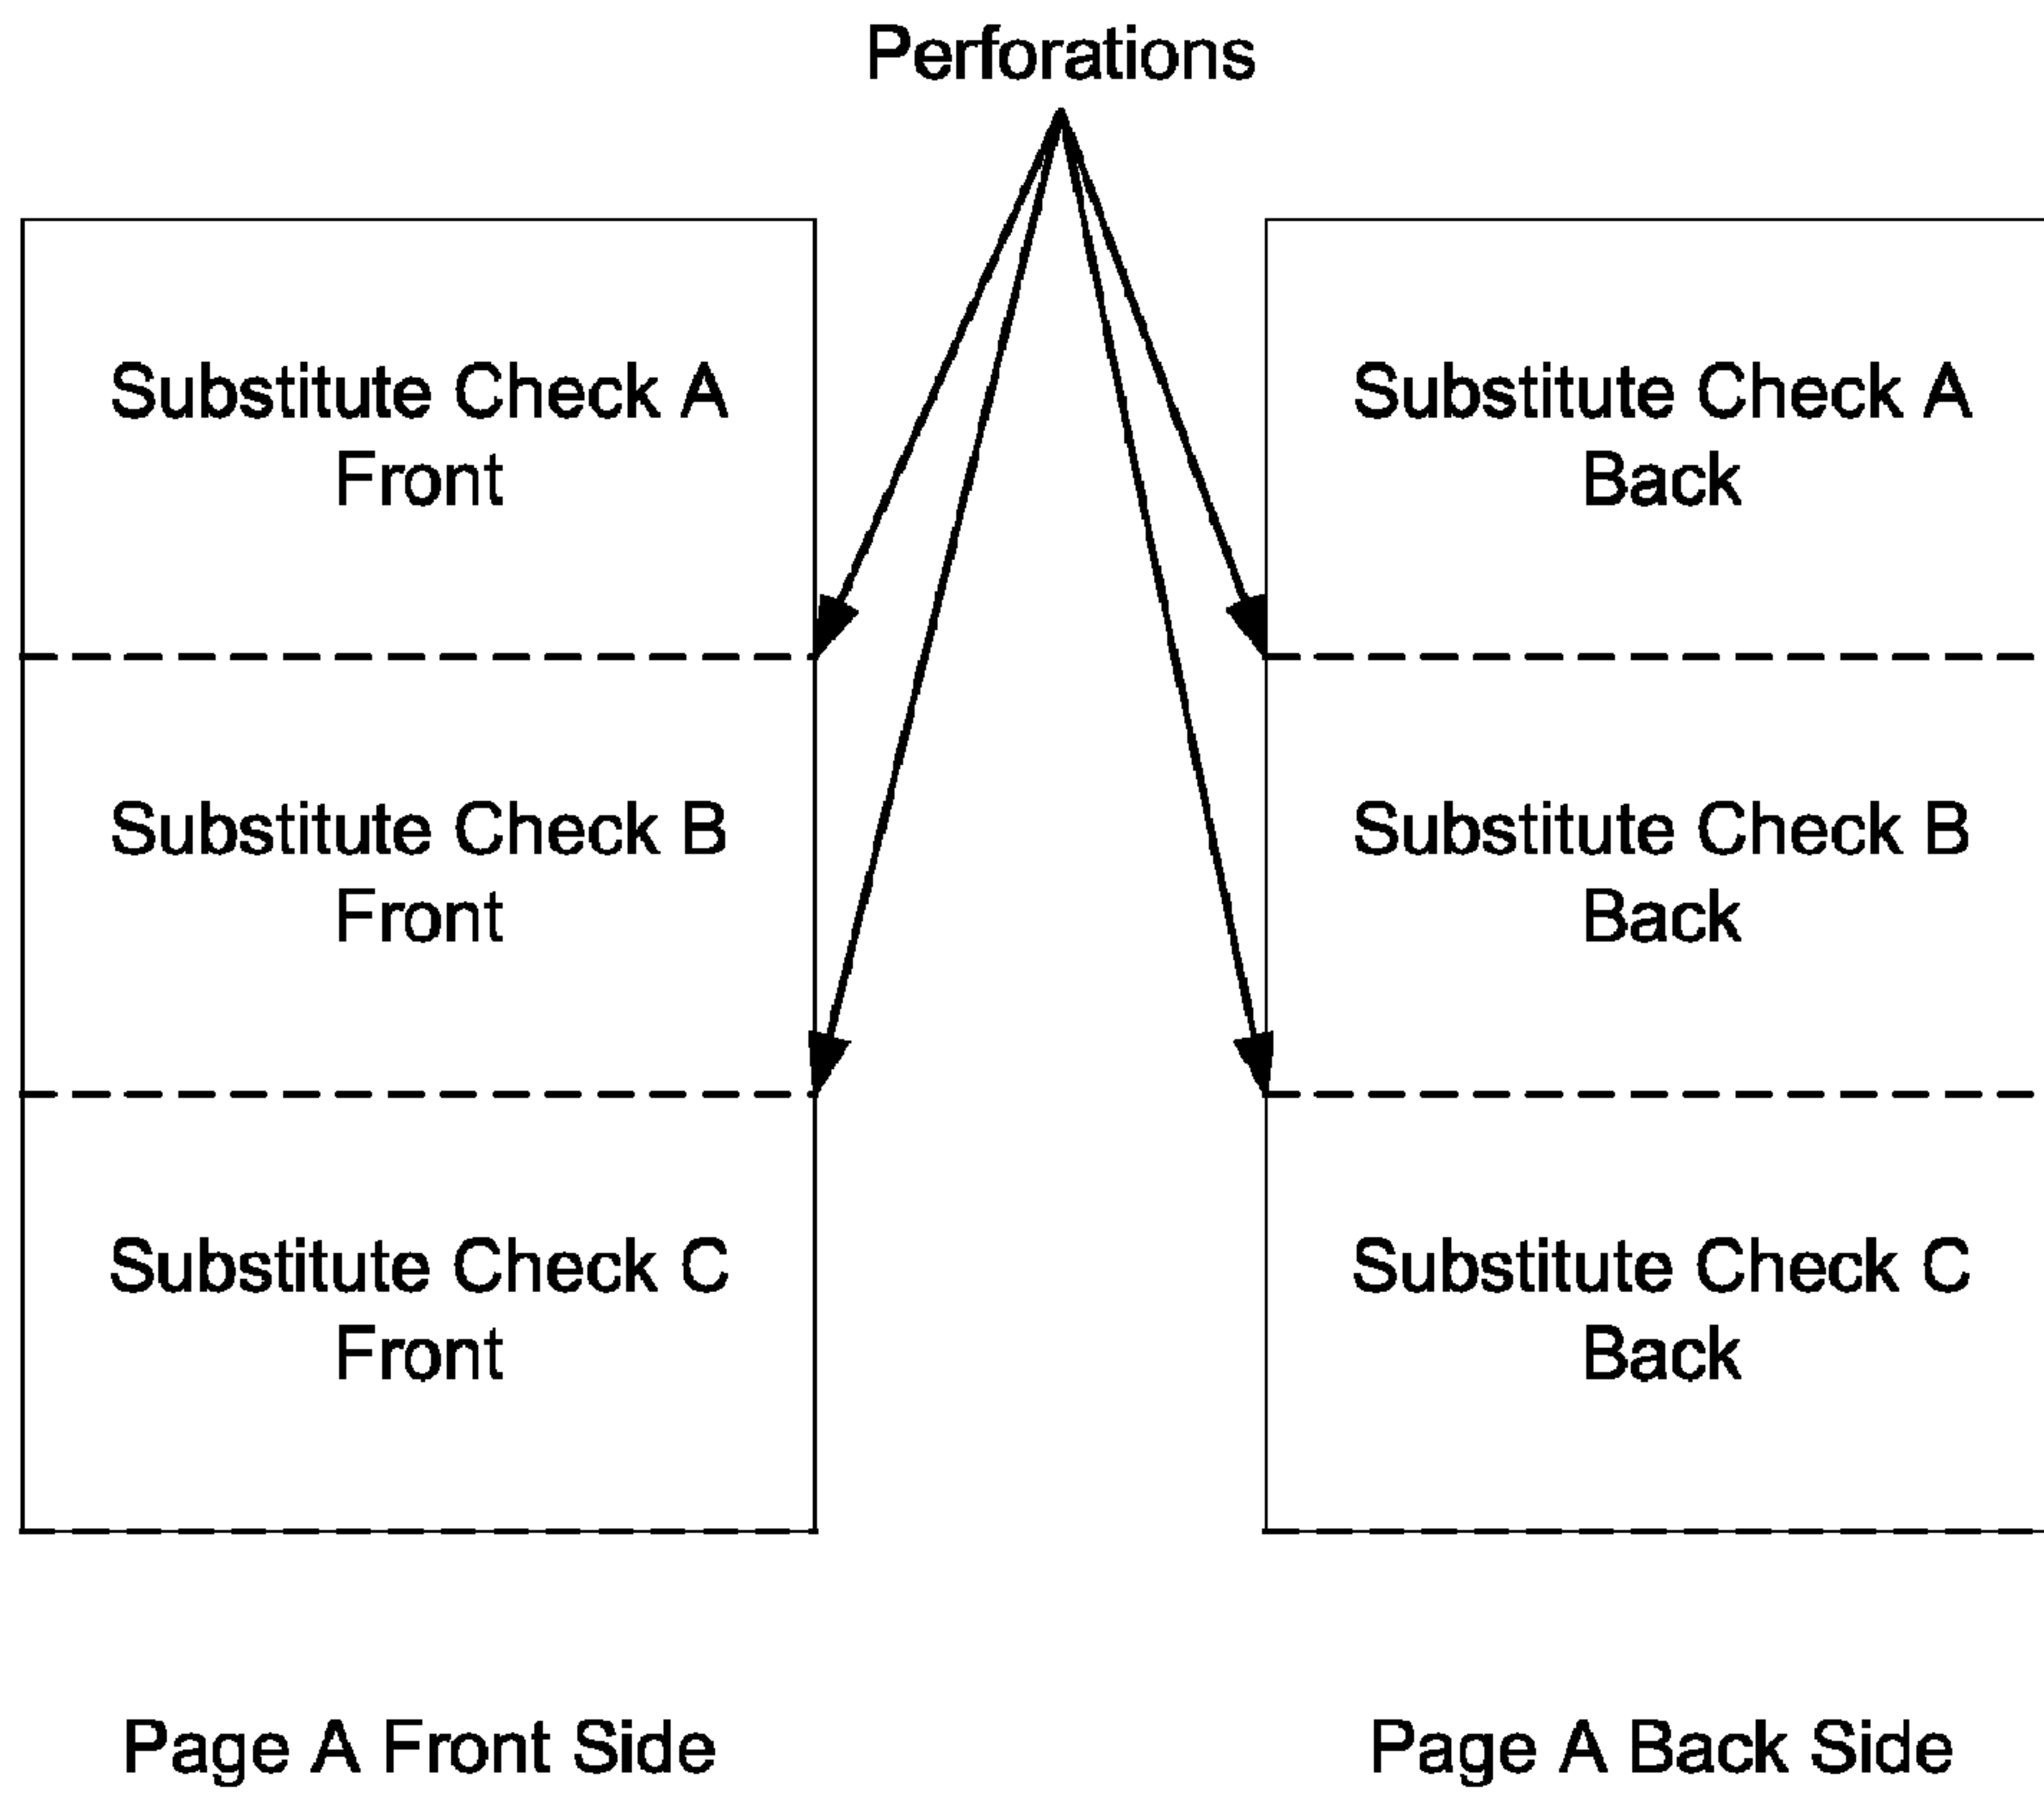 Perforations
Substitute Check A
Front
Substitute Check B
Front
Substitute Check C
Front
Page A Front Side
Substitute Check A
Back
Substitute Check B
Back
Substitute Check C
Back
Page A Back Side